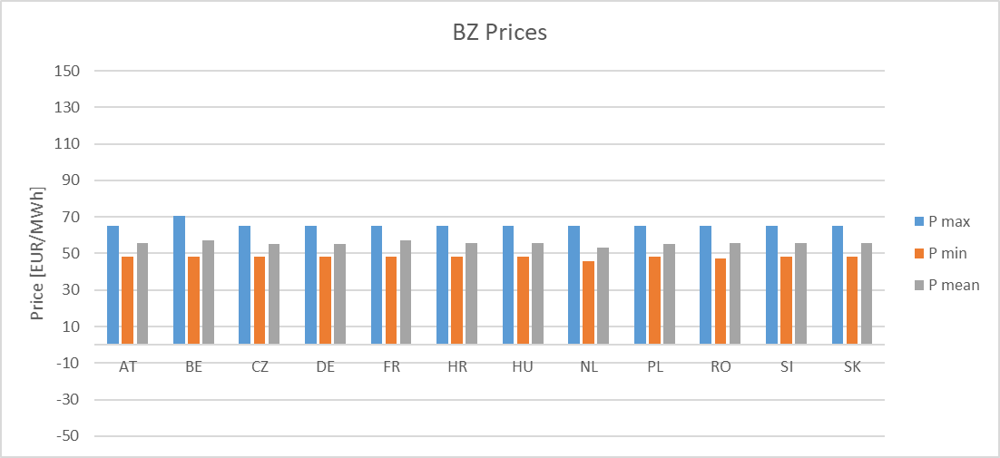 BZ Prices
Price [EUR/MWh]
150
130
110
90
70
50
30
10
-10
-30
-50
AT BE CZ DE FR HR HU NL PL RO SI SK
P max
P min
P mean